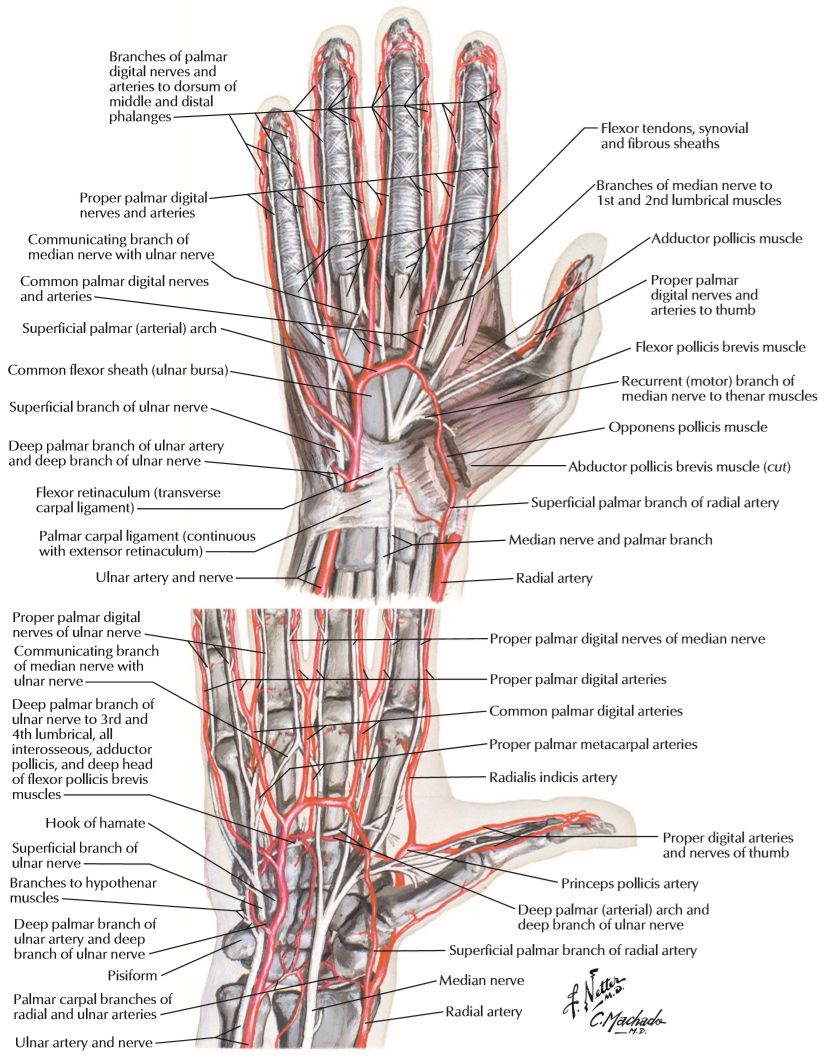 Branches of palmar
digital nerves and
arteries to dorsum of
middle and distal
phalanges
Flexor tendons, synovial
and fibrous sheaths
Proper palmar digital
nerves and arteries
Branches of median nerve to
1st and 2nd lumbrical muscles
Communicating branch of
median nerve with ulnar nerve
Adductor pollicis muscle
Common palmar digital nerves
and arteries
Proper palmar
digital nerves and
arteries to thumb
Superficial palmar (arterial) arch
Flexor pollicis brevis muscle
Common flexor sheath (ulnar bursa)
Recurrent (motor) branch of
median nerve to thenar muscles
Superficial branch of ulnar nerve
Opponens pollicis muscle
Deep palmar branch of ulnar artery
and deep branch of ulnar nerve
Abductor pollicis brevis muscle (cut)
Flexor retinaculum (transverse
carpal ligament)
Superficial palmar branch of radial artery
Palmar carpal ligament (continuous
with extensor retinaculum)
Median nerve and palmar branch
Ulnar artery and nerve
Radial artery
Proper palmar digital
nerves of ulnar nerve
Proper palmar digital nerves of median nerve
Communicating branch
of median nerve with
ulnar nerve
Proper palmar digital arteries
Deep palmar branch of
ulnar nerve to 3rd and
4th lumbrical, all
interosseous, adductor
pollicis, and deep head
of flexor pollicis brevis
muscles
Common palmar digital arteries
Proper palmar metacarpal arteries
Radialis indicis artery
Hook of hamate
Proper digital arteries
and nerves of thumb
Superficial branch of
ulnar nerve
Branches to hypothenar
muscles
Princeps pollicis artery
Deep palmar (arterial) arch and
deep branch of ulnar nerve
Deep palmar branch of
ulnar artery and deep
branch of ulnar nerve
Superficial palmar branch of radial artery
Pisiform
Median nerve
Palmar carpal branches of
radial and ulnar arteries
Radial artery
Ulnar artery and nerve
F. Netter
M.D.
C. Machado
M.D.